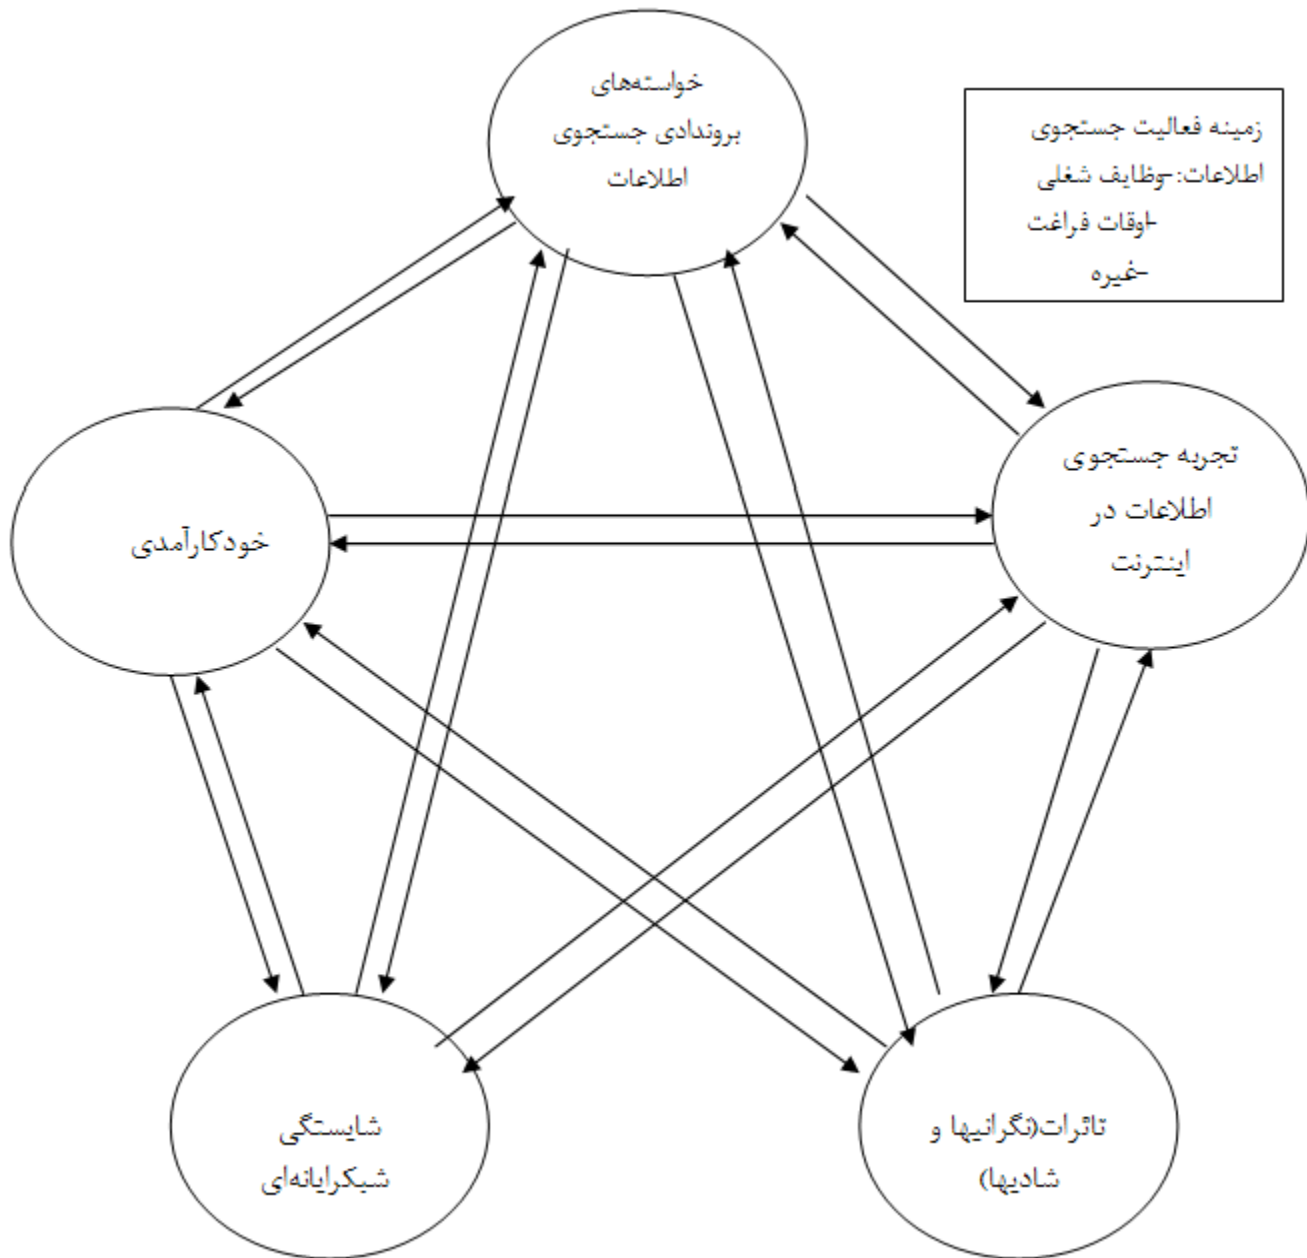 خواسته‌های
بروندادی جستجوی
اطلاعات
زمینه فعالیت جستجوی
اطلاعات: -وظایف شغلی
-اوقات فراغت
-غیره
تجربه جستجوی
اطلاعات در
اینترنت
خودکارآمدی
شایستگی
شبکرایانه‌ای
تاثرات(نگرانیها و
شادیها)